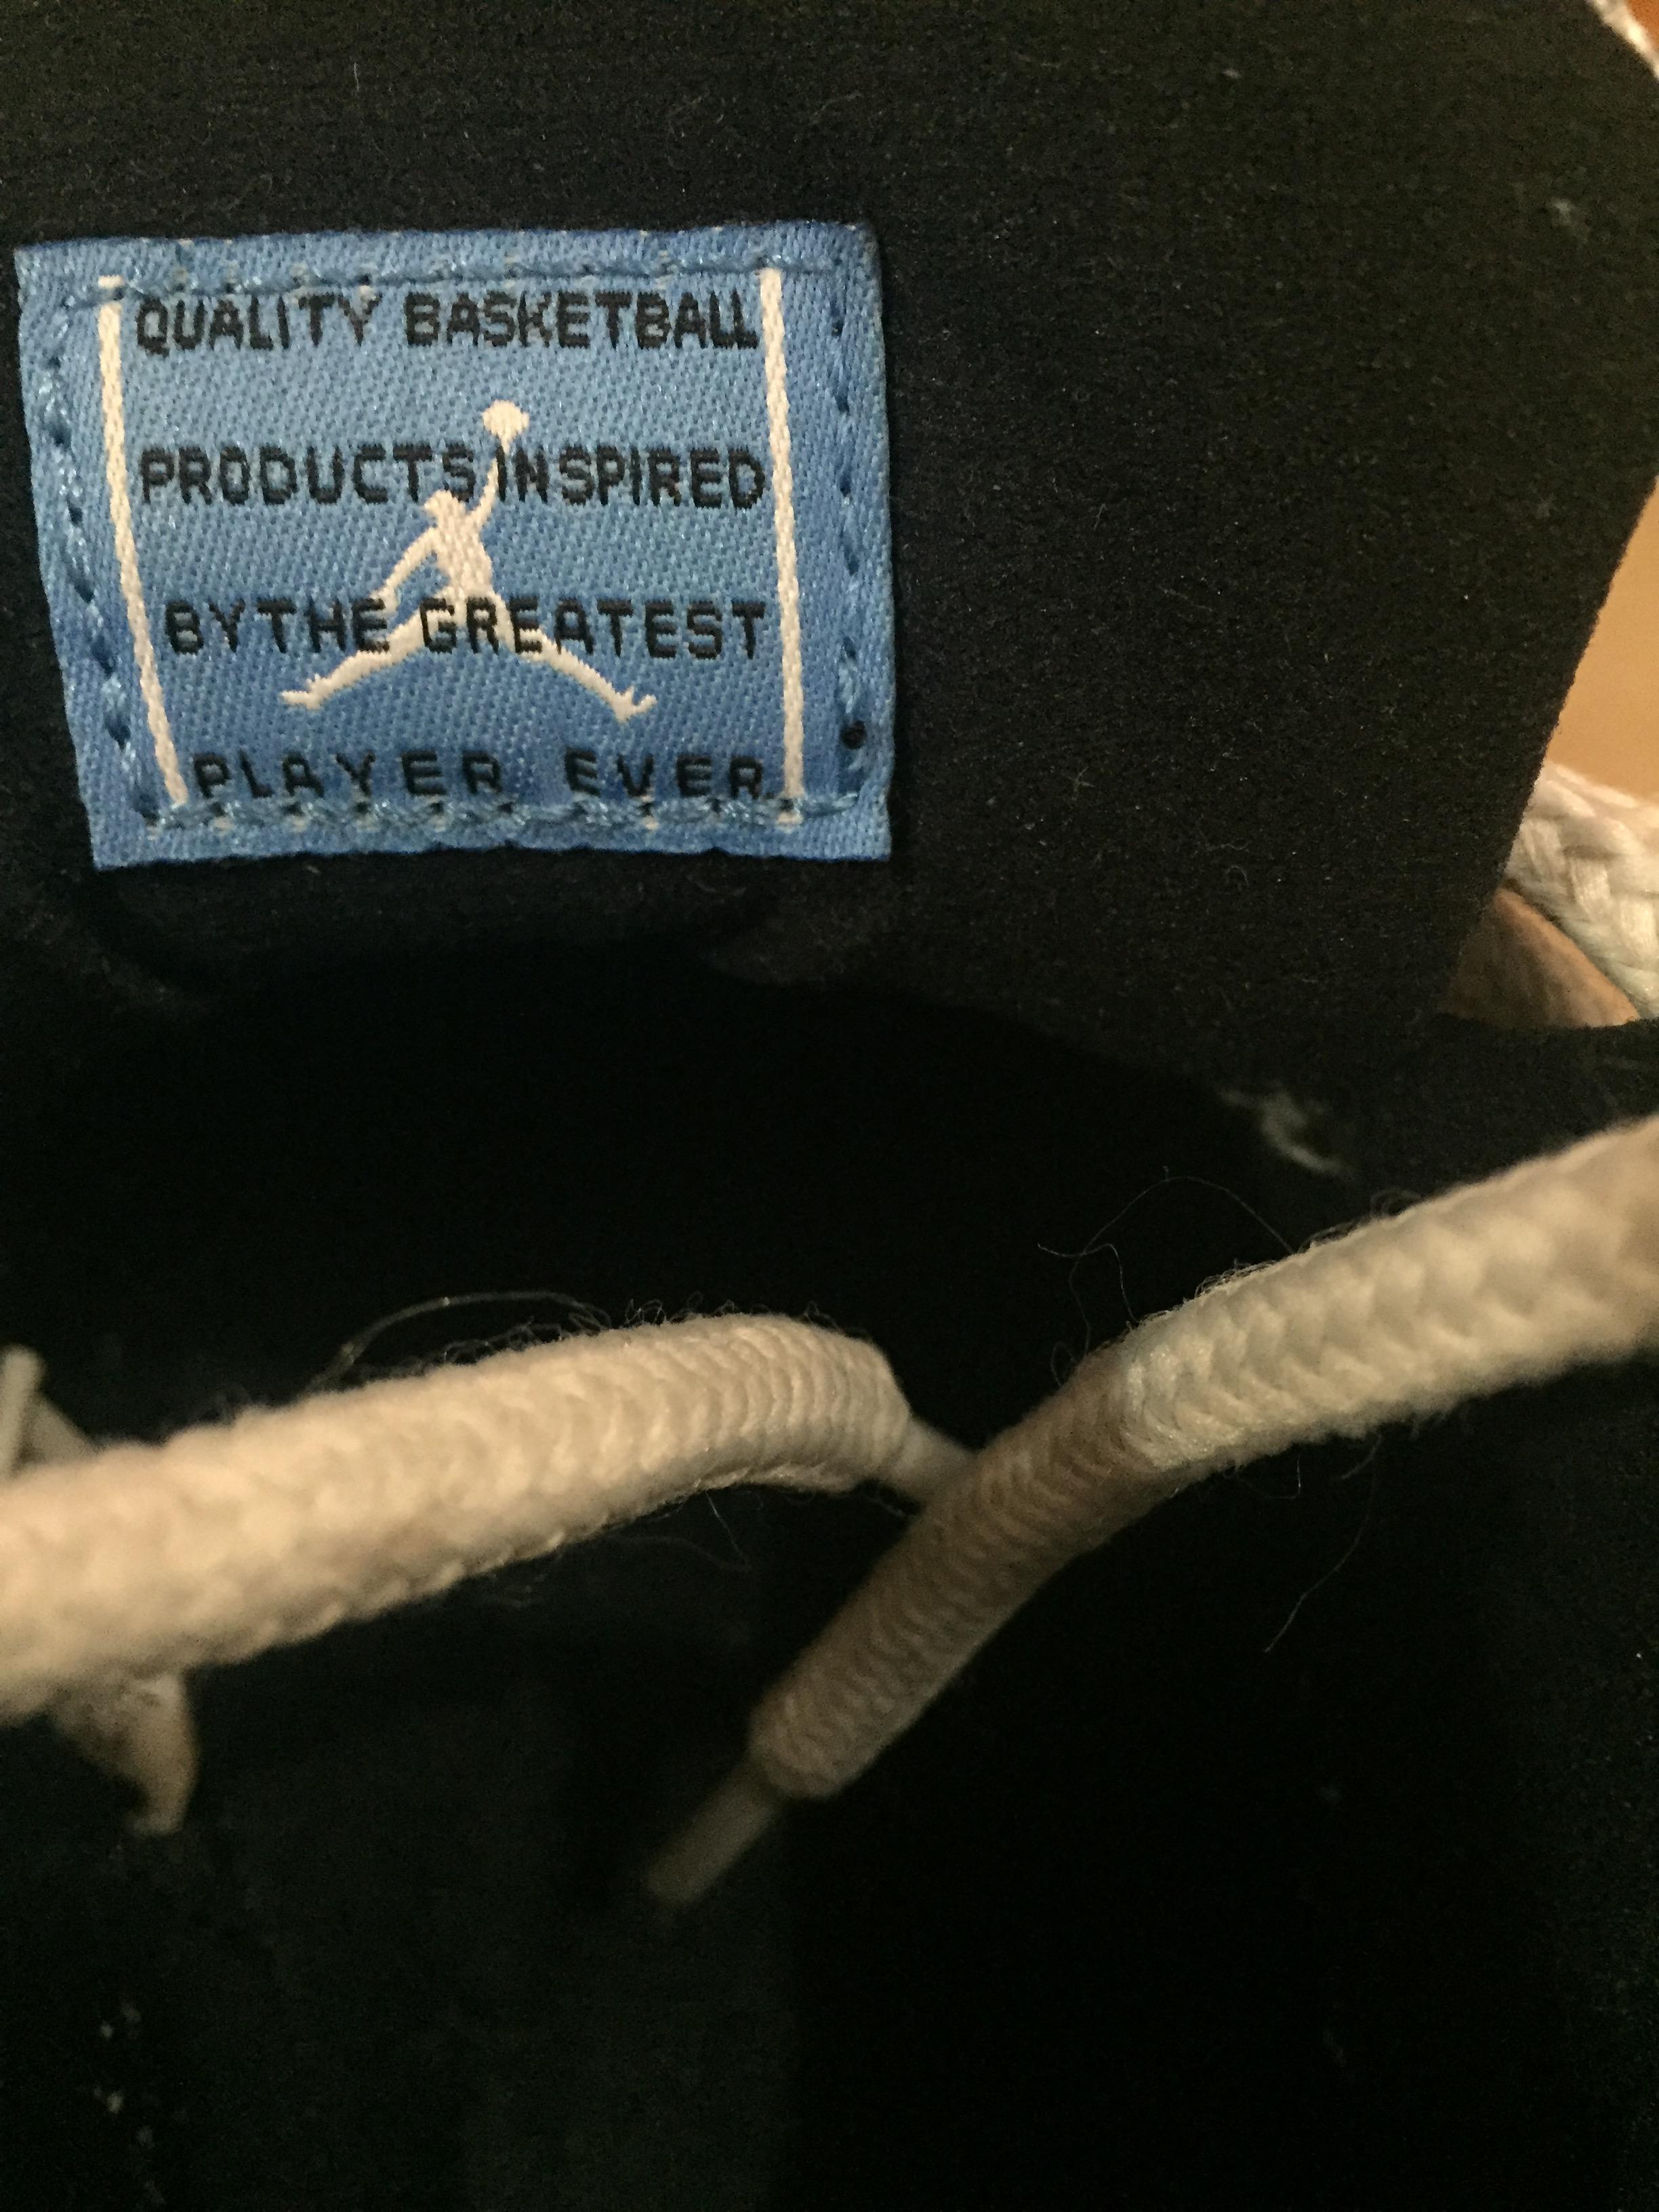 QUALITY BASKETBALL
PRODUCTS INSPIRED
BY THE GREATEST
PLAYER EVER